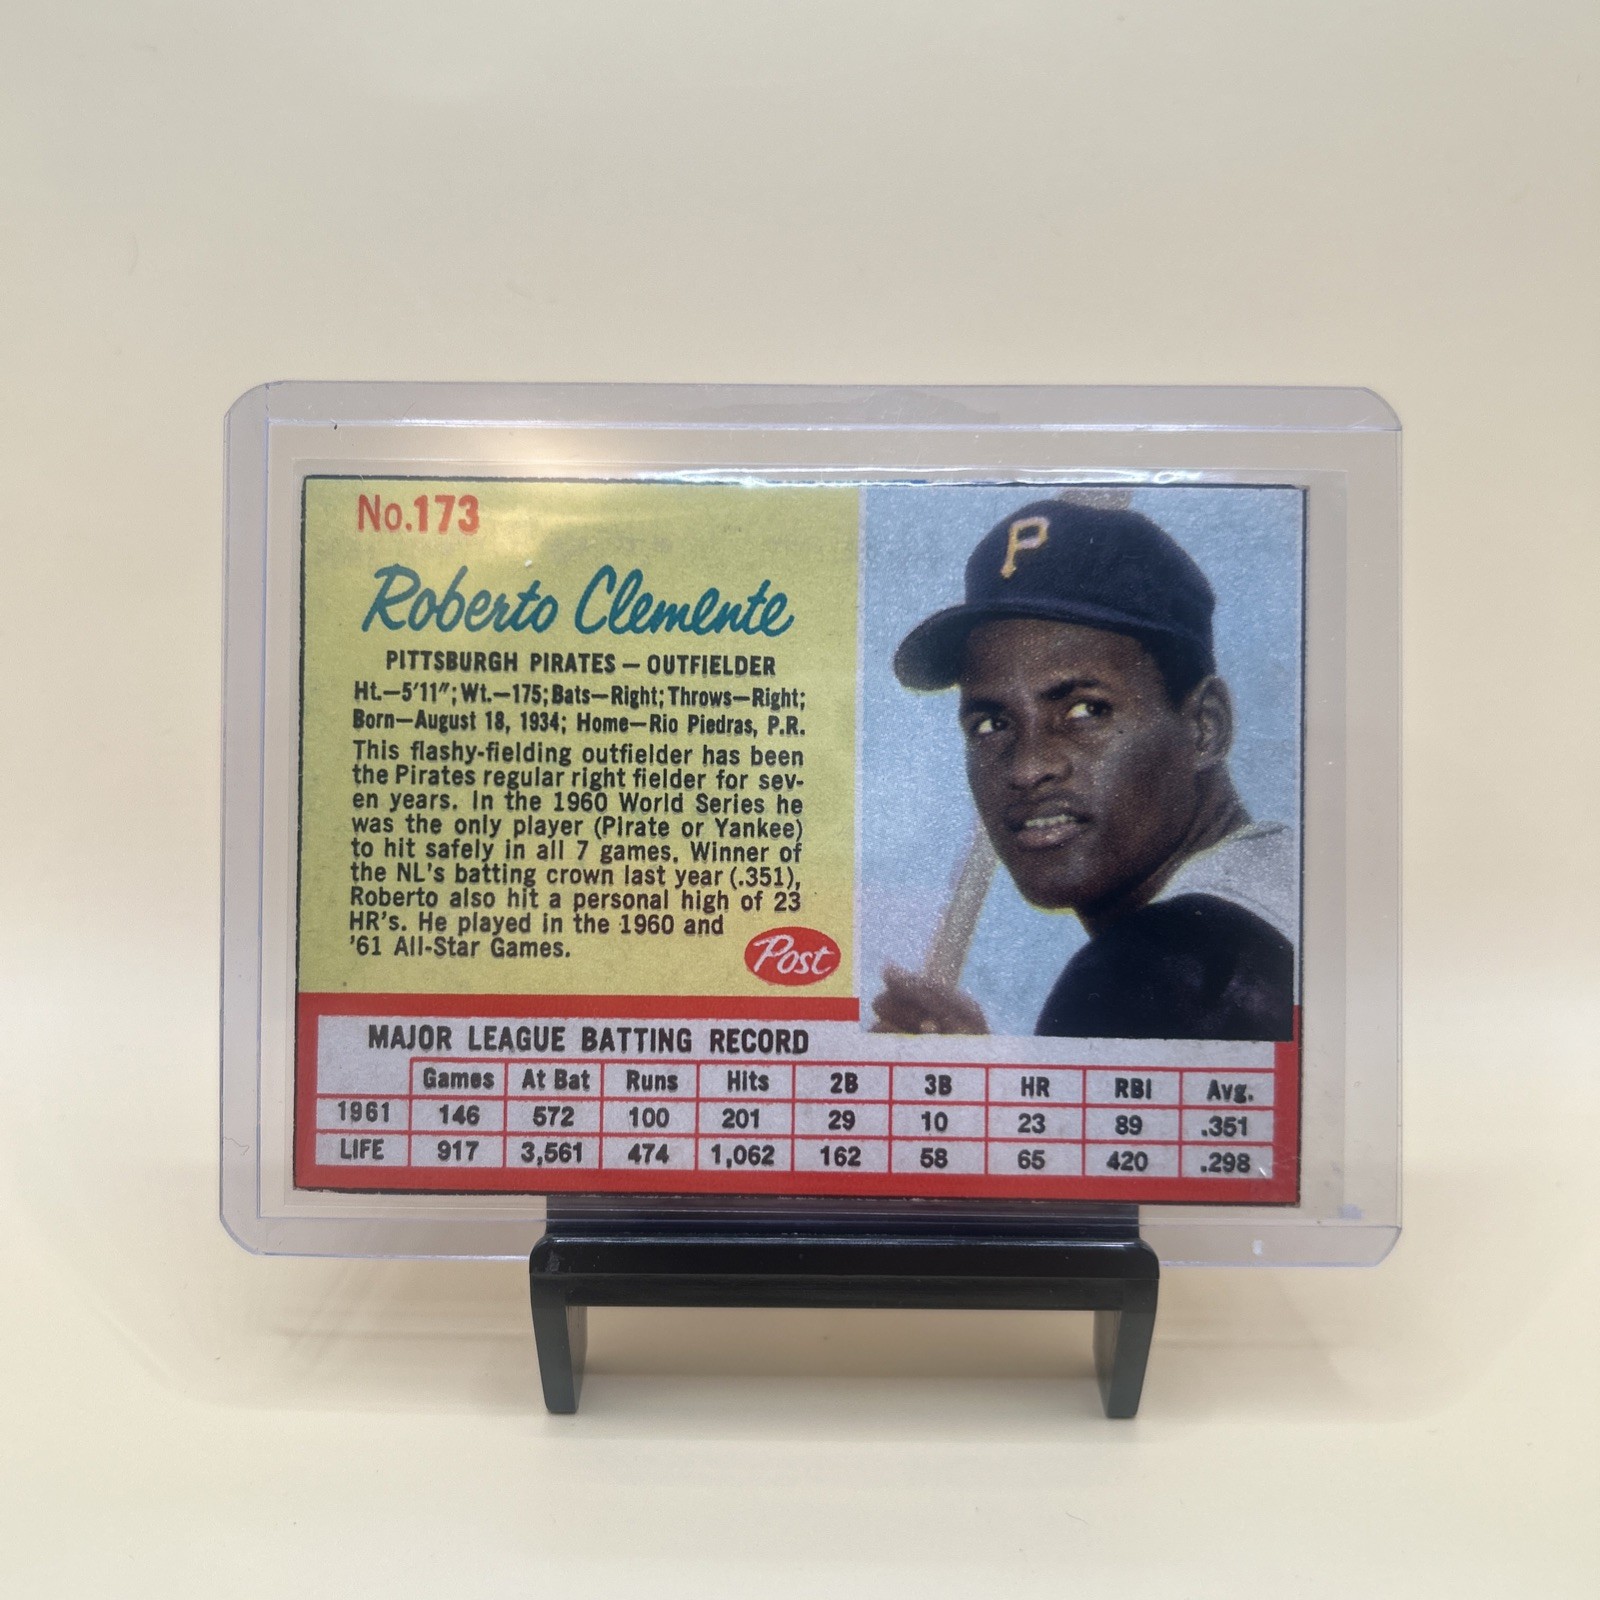 No.173
Roberto Clemente
PITTSBURGH PIRATES – OUTFIELDER
Ht.–5'11"; Wt.–175; Bats–Right; Throws–Right;
Born–August 18, 1934; Home–Rio Piedras, P.R.
This flashy-fielding outfielder has been
the Pirates regular right fielder for sev-
en years. In the 1960 World Series he
was the only player (Pirate or Yankee)
to hit safely in all 7 games. Winner of
the NL's batting crown last year (.351),
Roberto also hit a personal high of 23
HR's. He played in the 1960 and
'61 All-Star Games.
Post
P
MAJOR LEAGUE BATTING RECORD
Games At Bat Runs Hits 2B 3B HR RBI Avg.
1961 146 572 100 201 29 10 23 89 .351
LIFE 917 3,561 474 1,062 162 58 65 420 .298